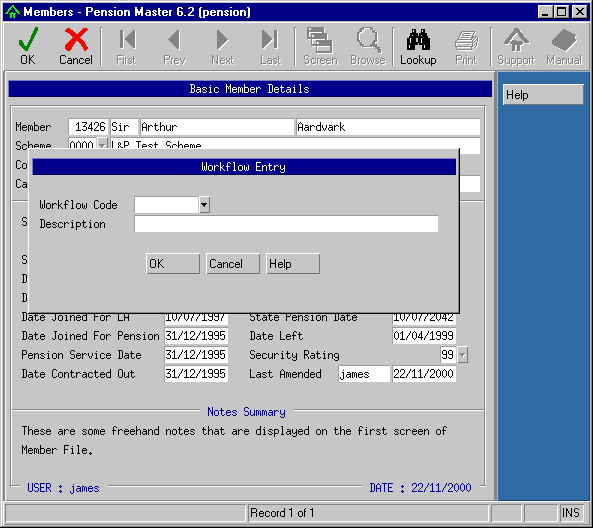 Members - Pension Master 6.2 (pension)
OK Cancel First Prev Next Last Screen Browse Lookup Print Support Manual
Basic Member Details
Help
Member 13426 Sir Arthur Aardvark
Scheme 0000 L&P Test Scheme
Co
Ca
Workflow Entry
Workflow Code
Description
OK Cancel Help
S
S
D
D
Date Joined For LA 10/07/1997 State Pension Date 10/07/2042
Date Joined For Pension 31/12/1995 Date Left 01/04/1999
Pension Service Date 31/12/1995 Security Rating 99
Date Contracted Out 31/12/1995 Last Amended james 22/11/2000
Notes Summary
These are some freehand notes that are displayed on the first screen of
Member File.
USER : james DATE : 22/11/2000
Record 1 of 1 INS